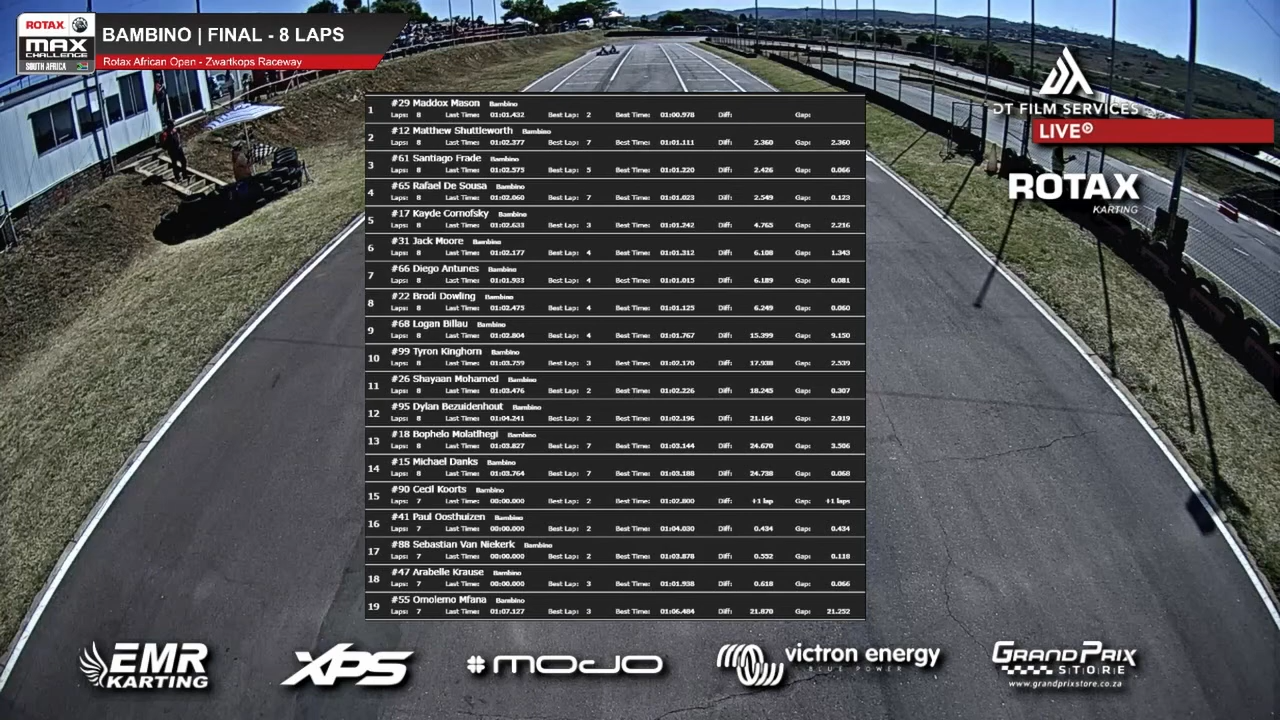 ROTAX
MAX
CHALLENGE
SOUTH AFRICA
BAMBINO | FINAL - 8 LAPS
Rotax African Open - Zwartkops Raceway
DT FILM SERVICES
LIVE
ROTAX
KARTING
1 #29 Maddox Mason Bambino
Laps: 8 Last Time: 01:01.432 Best Lap: 2 Best Time: 01:00.978 Diff: Gap:
2 #12 Matthew Shuttleworth Bambino
Laps: 8 Last Time: 01:02.377 Best Lap: 7 Best Time: 01:01.111 Diff: 2.360 Gap: 2.360
3 #61 Santiago Frade Bambino
Laps: 8 Last Time: 01:02.575 Best Lap: 5 Best Time: 01:01.220 Diff: 2.426 Gap: 0.066
4 #65 Rafael De Sousa Bambino
Laps: 8 Last Time: 01:02.060 Best Lap: 7 Best Time: 01:01.023 Diff: 2.549 Gap: 0.123
5 #17 Kayde Cornofsky Bambino
Laps: 8 Last Time: 01:02.633 Best Lap: 3 Best Time: 01:01.242 Diff: 4.765 Gap: 2.216
6 #31 Jack Moore Bambino
Laps: 8 Last Time: 01:02.177 Best Lap: 4 Best Time: 01:01.312 Diff: 6.108 Gap: 1.343
7 #66 Diego Antunes Bambino
Laps: 8 Last Time: 01:01.933 Best Lap: 4 Best Time: 01:01.015 Diff: 6.189 Gap: 0.081
8 #22 Brodi Dowling Bambino
Laps: 8 Last Time: 01:02.475 Best Lap: 4 Best Time: 01:01.125 Diff: 6.249 Gap: 0.060
9 #68 Logan Billau Bambino
Laps: 8 Last Time: 01:02.804 Best Lap: 4 Best Time: 01:01.767 Diff: 15.399 Gap: 9.150
10 #99 Tyron Kinghorn Bambino
Laps: 8 Last Time: 01:03.759 Best Lap: 3 Best Time: 01:02.170 Diff: 17.938 Gap: 2.539
11 #26 Shayaan Mohamed Bambino
Laps: 8 Last Time: 01:03.476 Best Lap: 2 Best Time: 01:02.226 Diff: 18.245 Gap: 0.307
12 #95 Dylan Bezuidenhout Bambino
Laps: 8 Last Time: 01:04.241 Best Lap: 2 Best Time: 01:02.196 Diff: 21.164 Gap: 2.919
13 #18 Bophelo Molatlhegi Bambino
Laps: 8 Last Time: 01:03.827 Best Lap: 7 Best Time: 01:03.144 Diff: 24.670 Gap: 3.506
14 #15 Michael Danks Bambino
Laps: 8 Last Time: 01:03.764 Best Lap: 7 Best Time: 01:03.188 Diff: 24.738 Gap: 0.068
15 #90 Cecil Koorts Bambino
Laps: 7 Last Time: 00:00.000 Best Lap: 2 Best Time: 01:02.800 Diff: +1 lap Gap: +1 laps
16 #41 Paul Oosthuizen Bambino
Laps: 7 Last Time: 00:00.000 Best Lap: 2 Best Time: 01:04.030 Diff: 0.434 Gap: 0.434
17 #88 Sebastian Van Niekerk Bambino
Laps: 7 Last Time: 00:00.000 Best Lap: 2 Best Time: 01:03.878 Diff: 0.552 Gap: 0.118
18 #47 Arabelle Krause Bambino
Laps: 7 Last Time: 00:00.000 Best Lap: 3 Best Time: 01:01.938 Diff: 0.618 Gap: 0.066
19 #55 Omolemo Mfana Bambino
Laps: 7 Last Time: 01:07.127 Best Lap: 3 Best Time: 01:06.484 Diff: 21.870 Gap: 21.252
EMR
KARTING
XPS
MOJO
victron energy
BLUE POWER
GRAND PRIX
STORE
www.grandprixstore.co.za